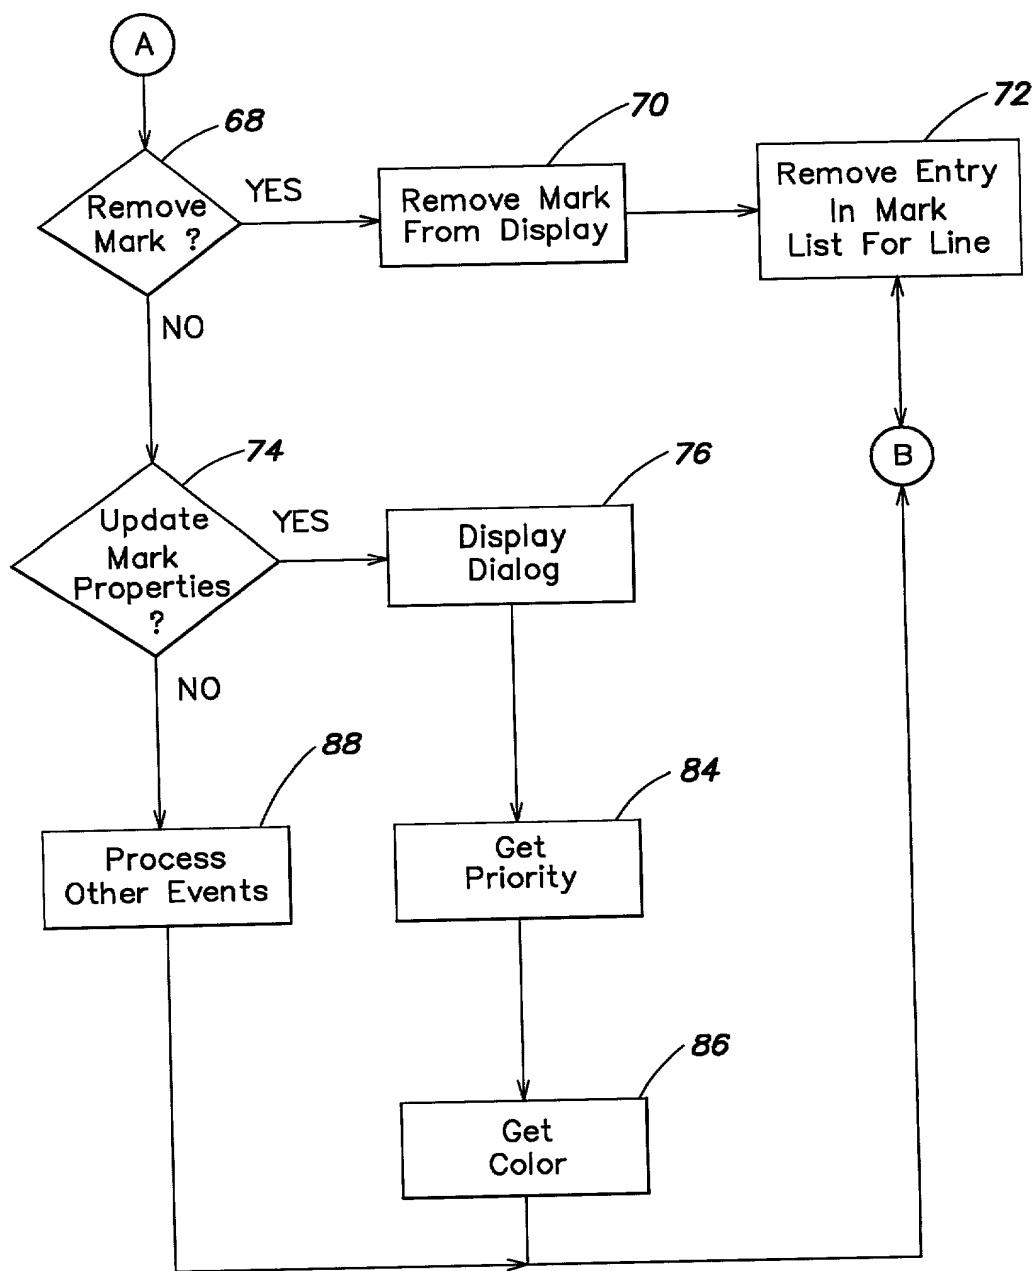 A
68
Remove
Mark ?
YES
NO
70
Remove Mark
From Display
72
Remove Entry
In Mark
List For Line
B
74
Update
Mark
Properties
?
YES
NO
76
Display
Dialog
88
Process
Other Events
84
Get
Priority
86
Get
Color